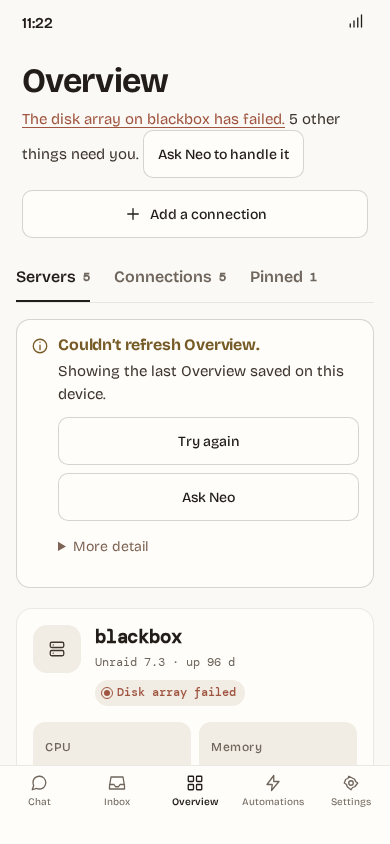 11:22
Overview
The disk array on blackbox has failed. 5 other
things need you. Ask Neo to handle it
Add a connection
Servers 5 Connections 5 Pinned 1
Couldn't refresh Overview.
Showing the last Overview saved on this
device.
Try again
Ask Neo
More detail
blackbox
Unraid 7.3 · up 96 d
Disk array failed
CPU Memory
Chat Inbox Overview Automations Settings